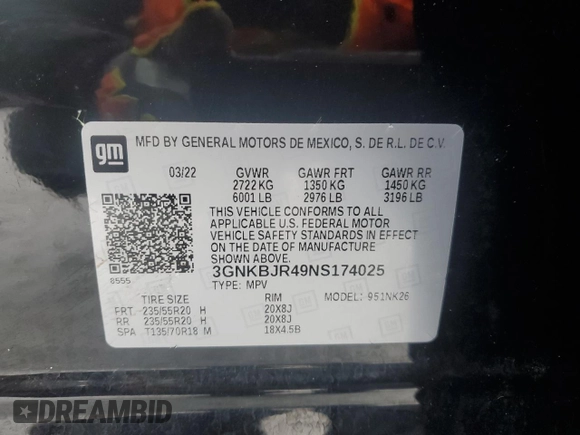 gm
MFD BY GENERAL MOTORS DE MEXICO, S. DE R.L. DE C.V.
03/22 GVWR GAWR FRT GAWR RR
2722 KG 1350 KG 1450 KG
6001 LB 2976 LB 3196 LB
THIS VEHICLE CONFORMS TO ALL
APPLICABLE U.S. FEDERAL MOTOR
VEHICLE SAFETY STANDARDS IN EFFECT
ON THE DATE OF MANUFACTURE
SHOWN ABOVE.
3GNKBJR49NS174025
8555 TYPE: MPV
TIRE SIZE RIM MODEL: 951NK26
FRT 235/55R20 H 20X8J
RR 235/55R20 H 20X8J
SPA T135/70R18 M 18X4.5B
DREAMBID